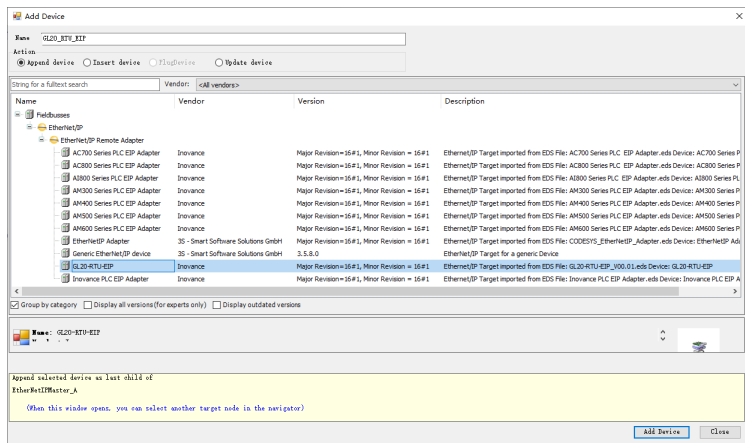 Add Device
Name GL20_RTU_EIP
Action
Append device Insert device PlugDevice Update device
String for a fulltext search Vendor: <All vendors>
Name Vendor Version Description
Fieldbusses
EtherNet/IP
EtherNet/IP Remote Adapter
AC700 Series PLC EIP Adapter Inovance Major Revision=16#1, Minor Revision = 16#1 Ethernet/IP Target imported from EDS File: AC700 Series PLC EIP Adapter.eds Device: AC700 Series P
AC800 Series PLC EIP Adapter Inovance Major Revision=16#1, Minor Revision = 16#1 Ethernet/IP Target imported from EDS File: AC800 Series PLC EIP Adapter.eds Device: AC800 Series P
AI800 Series PLC EIP Adapter Inovance Major Revision=16#1, Minor Revision = 16#1 Ethernet/IP Target imported from EDS File: AI800 Series PLC EIP Adapter.eds Device: AI800 Series PL
AM300 Series PLC EIP Adapter Inovance Major Revision=16#1, Minor Revision = 16#1 Ethernet/IP Target imported from EDS File: AM300 Series PLC EIP Adapter.eds Device: AM300 Series P
AM400 Series PLC EIP Adapter Inovance Major Revision=16#1, Minor Revision = 16#1 Ethernet/IP Target imported from EDS File: AM400 Series PLC EIP Adapter.eds Device: AM400 Series P
AM500 Series PLC EIP Adapter Inovance Major Revision=16#1, Minor Revision = 16#1 Ethernet/IP Target imported from EDS File: AM500 Series PLC EIP Adapter.eds Device: AM500 Series P
AM600 Series PLC EIP Adapter Inovance Major Revision=16#1, Minor Revision = 16#1 Ethernet/IP Target imported from EDS File: AM600 Series PLC EIP Adapter.eds Device: AM600 Series P
EtherNetIP Adapter 3S - Smart Software Solutions GmbH Major Revision=16#1, Minor Revision = 16#1 Ethernet/IP Target imported from EDS File: CODESYS_EtherNetIP_Adapter.eds Device: EtherNetIP Ada
Generic EtherNet/IP device 3S - Smart Software Solutions GmbH 3.5.8.0 EtherNet/IP Target for a generic Device
GL20-RTU-EIP Inovance Major Revision=16#1, Minor Revision = 16#1 Ethernet/IP Target imported from EDS File: GL20-RTU-EIP_V00.01.eds Device: GL20-RTU-EIP
Inovance PLC EIP Adapter Inovance Major Revision=16#1, Minor Revision = 16#1 Ethernet/IP Target imported from EDS File: Inovance PLC EIP Adapter.eds Device: Inovance PLC EIP A
Group by category Display all versions(for experts only) Display outdated versions
Name: GL20-RTU-EIP
Append selected device as last child of
EtherNetIPMaster_A
(When this window opens, you can select another target node in the navigator)
Add Device Close